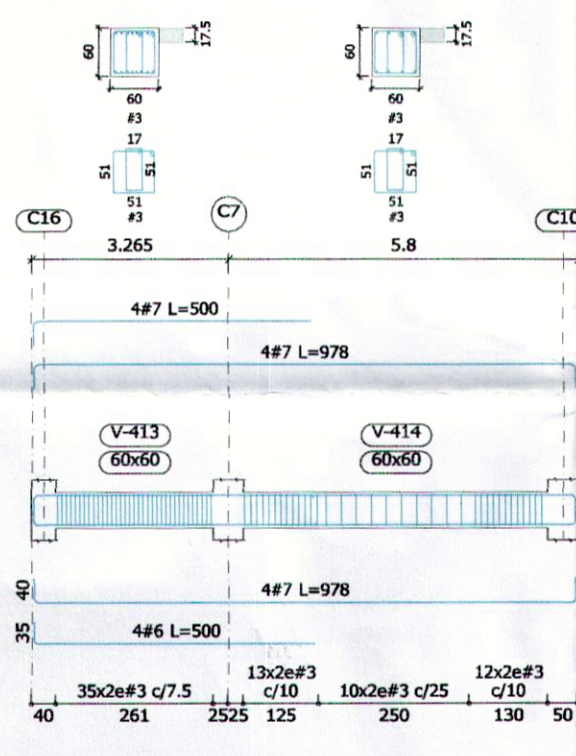 17.5
17.5
60
60
60
60
#3
#3
17
17
51
51
51
51
51
51
#3
#3
C16
C7
C10
3.265
5.8
4#7 L=500
4#7 L=978
V-413
V-414
60x60
60x60
40
4#7 L=978
35
4#6 L=500
35x2e#3 c/7.5
13x2e#3
c/10
10x2e#3 c/25
12x2e#3
c/10
40
261
2525
125
250
130
50